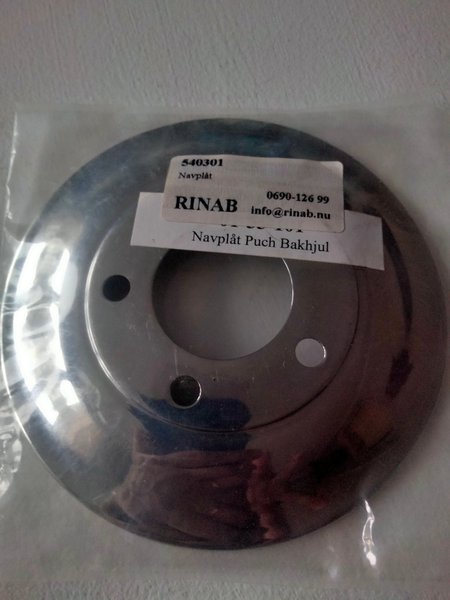 540301
Navplåt
0690-126 99
RINAB info@rinab.nu
Navplåt Puch Bakhjul